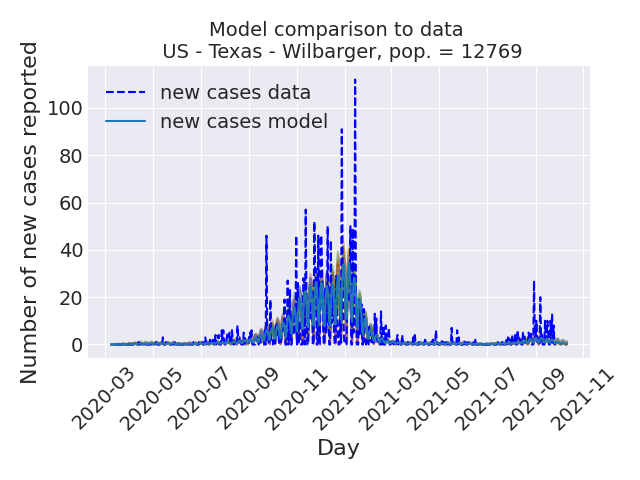 Model comparison to data
US - Texas - Wilbarger, pop. = 12769
Number of new cases reported
100
80
60
40
20
0
new cases data
new cases model
2020-03
2020-05
2020-07
2020-09
2020-11
2021-01
2021-03
2021-05
2021-07
2021-09
2021-11
Day